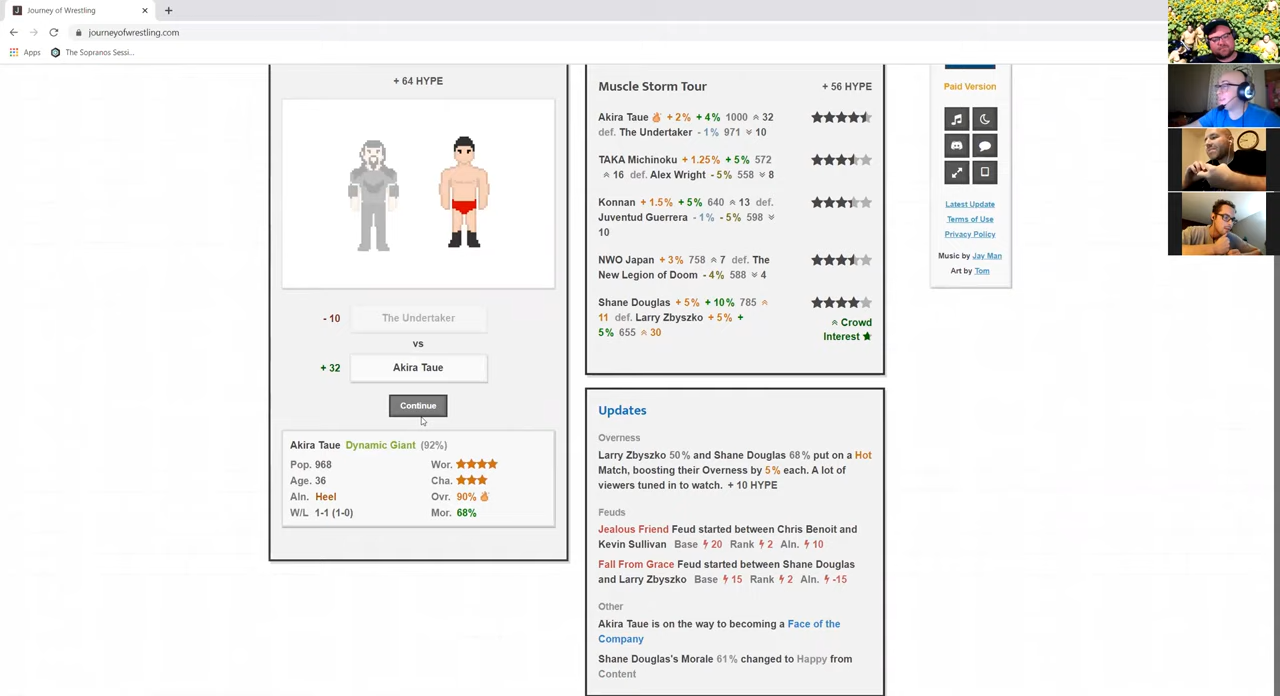 Journey of Wrestling
journeyofwrestling.com
Apps
The Sopranos Sessi...
+ 64 HYPE
- 10
The Undertaker
vs
+ 32
Akira Taue
Continue
Akira Taue Dynamic Giant (92%)
Pop. 968 Wor.
Age. 36 Cha.
Aln. Heel Ovr. 90%
W/L 1-1 (1-0) Mor. 68%
Muscle Storm Tour + 56 HYPE
Akira Taue + 2% + 4% 1000 32
def. The Undertaker - 1% 971 10
TAKA Michinoku + 1.25% + 5% 572
16 def. Alex Wright - 5% 558 8
Konnan + 1.5% + 5% 640 13 def.
Juventud Guerrera - 1% - 5% 598
10
NWO Japan + 3% 758 7 def. The
New Legion of Doom - 4% 588 4
Shane Douglas + 5% + 10% 785
11 def. Larry Zbyszko + 5% +
5% 655 30
Crowd
Interest
Updates
Overness
Larry Zbyszko 50% and Shane Douglas 68% put on a Hot
Match, boosting their Overness by 5% each. A lot of
viewers tuned in to watch. + 10 HYPE
Feuds
Jealous Friend Feud started between Chris Benoit and
Kevin Sullivan Base 20 Rank 2 Aln. 10
Fall From Grace Feud started between Shane Douglas
and Larry Zbyszko Base 15 Rank 2 Aln. -15
Other
Akira Taue is on the way to becoming a Face of the
Company
Shane Douglas's Morale 61% changed to Happy from
Content
Paid Version
Latest Update
Terms of Use
Privacy Policy
Music by Jay Man
Art by Tom